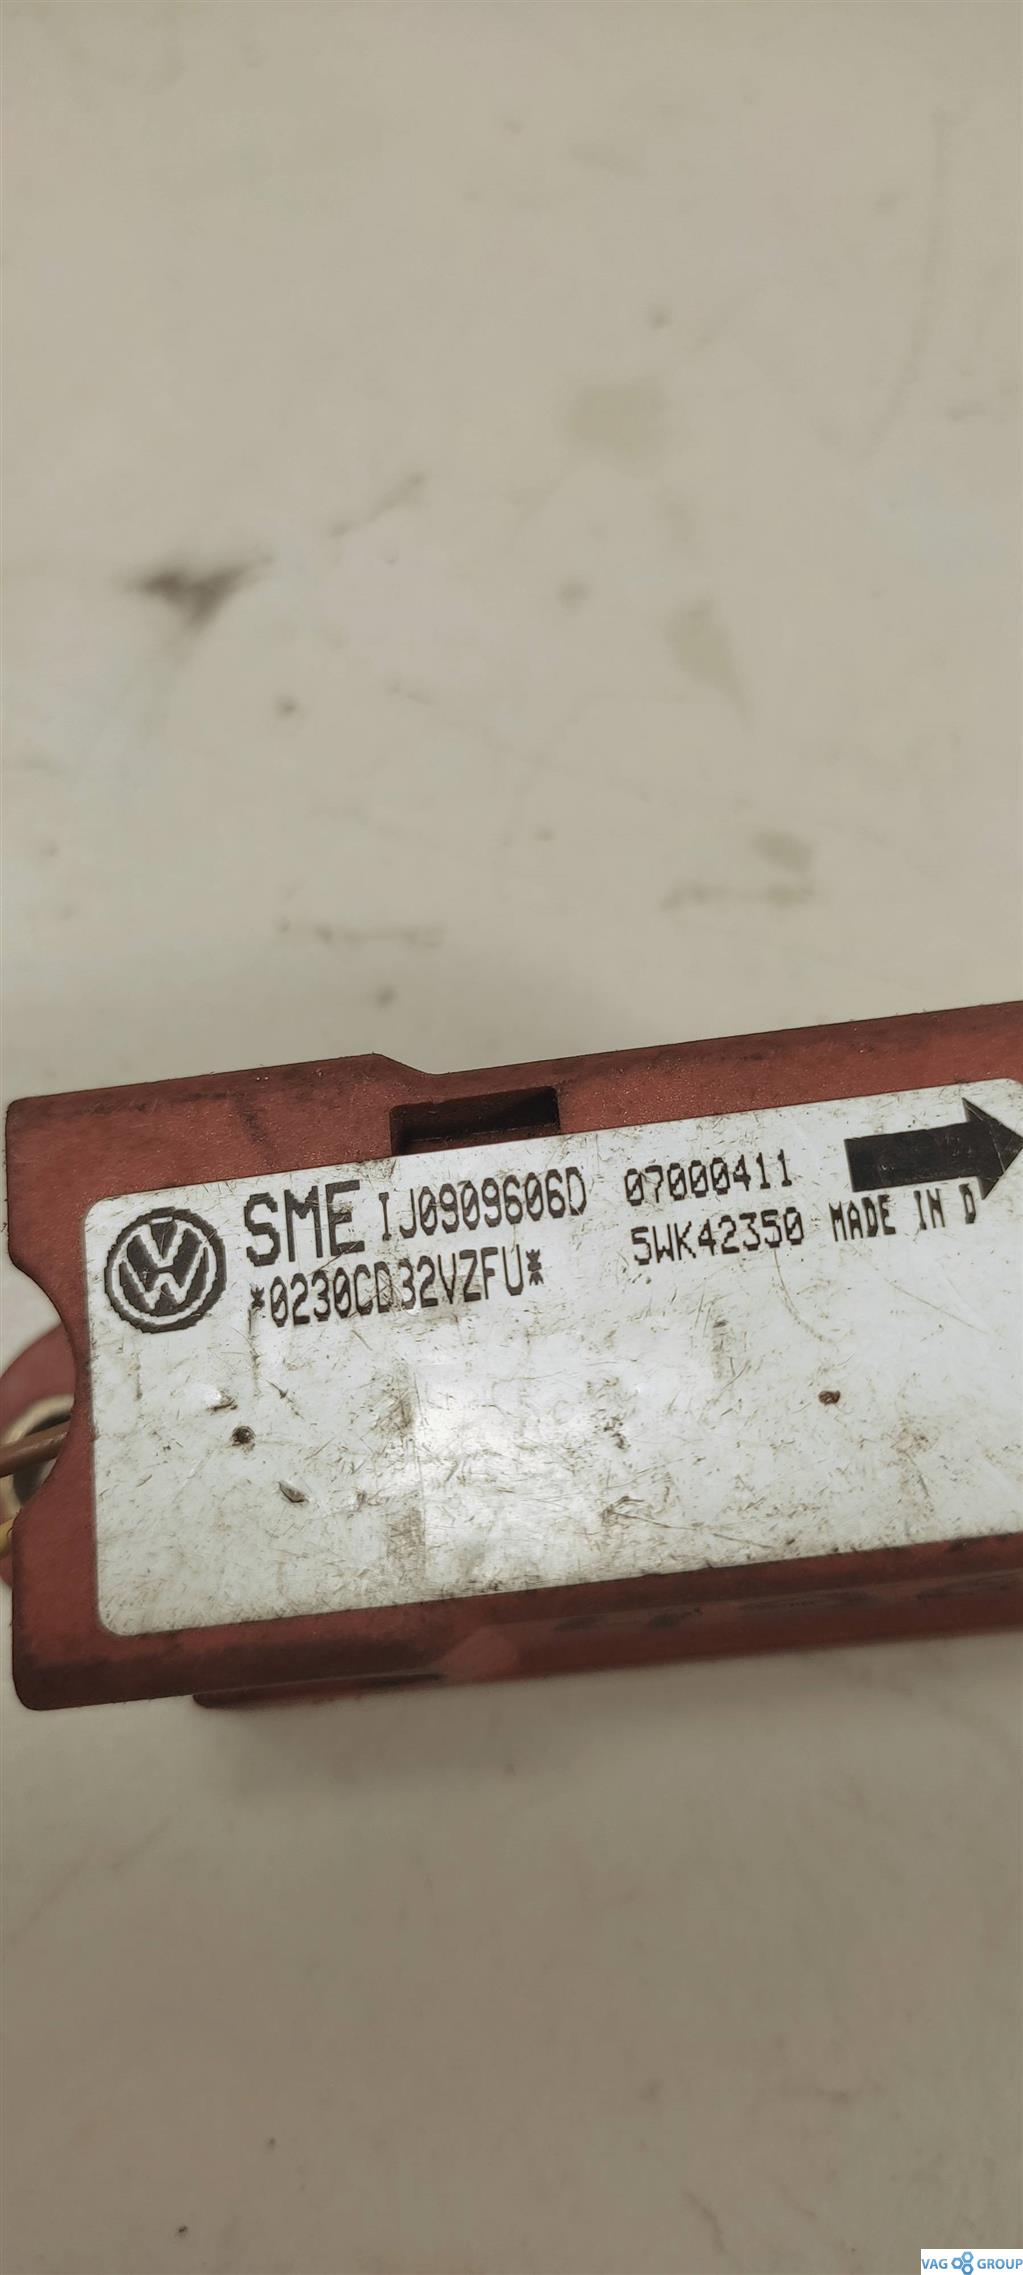 SME 1J0909606D 07000411
*0230CD32VZFU* 5WK42350 MADE IN D
VAG GROUP